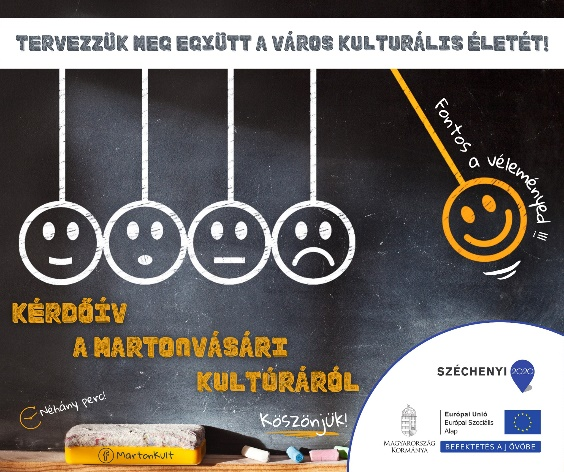 TERVEZZÜK MEG EGYÜTT A VÁROS KULTURÁLIS ÉLETÉT!
Fontos a véleményed !!!
KÉRDŐÍV
A MARTONVÁSÁRI
KULTÚRÁRÓL
Néhány perc!
Köszönjük!
MartonKult
SZÉCHENYI 2020
MAGYARORSZÁG
KORMÁNYA
Európai Unió
Európai Szociális
Alap
BEFEKTETÉS A JÖVŐBE